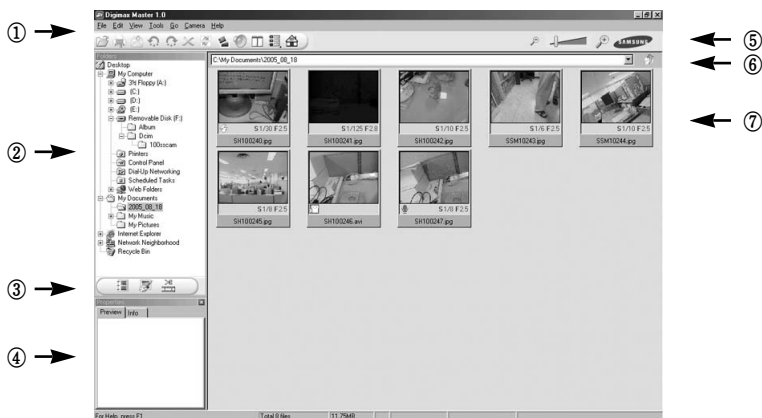 Digimax Master 1.0
File Edit View Tools Go Camera Help
①
⑤
SAMSUNG
⑥
C:\My Documents\2005_08_18
Folders
Desktop
My Computer
3½ Floppy (A:)
(C:)
(D:)
(E:)
Removable Disk (F:)
Album
Dcim
100sscam
Printers
Control Panel
Dial-Up Networking
Scheduled Tasks
Web Folders
My Documents
2005_08_18
My Music
My Pictures
Internet Explorer
Network Neighborhood
Recycle Bin
②
⑦
S1/30 F2.5
S1/125 F2.8
S1/10 F2.5
S1/6 F2.5
S1/10 F2.5
SH100240.jpg
SH100241.jpg
SH100242.jpg
SSM10243.jpg
SSM10244.jpg
S1/8 F2.5
S1/8 F2.5
SH100245.jpg
SH100246.avi
SH100247.jpg
③
Properties
Preview Info
④
For Help, press F1
Total 8 files
11.75MB